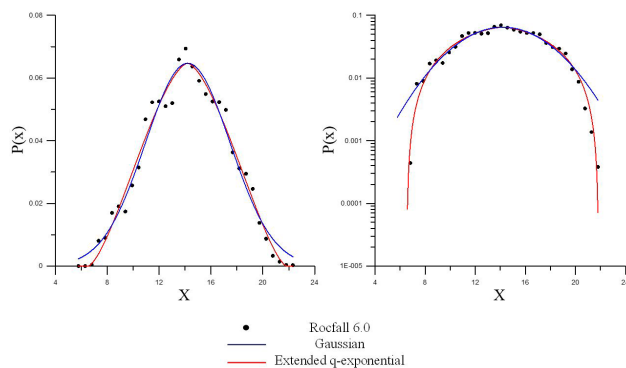 0.08
0.06
0.04
0.02
0
P(x)
4
8
12
16
20
24
X
0.1
0.01
0.001
0.0001
1E-005
P(x)
4
8
12
16
20
24
X
Rocfall 6.0
Gaussian
Extended q-exponential